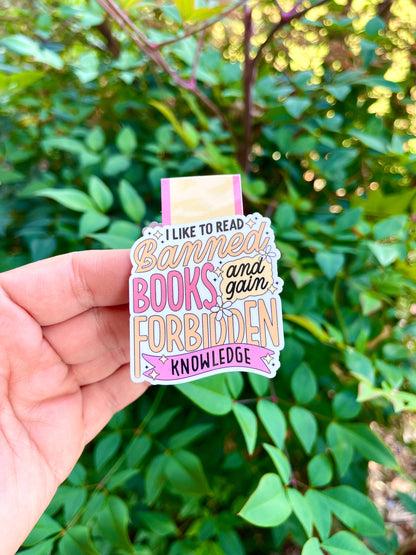 I LIKE TO READ
Banned
BOOKS and
gain
FORBIDDEN
KNOWLEDGE